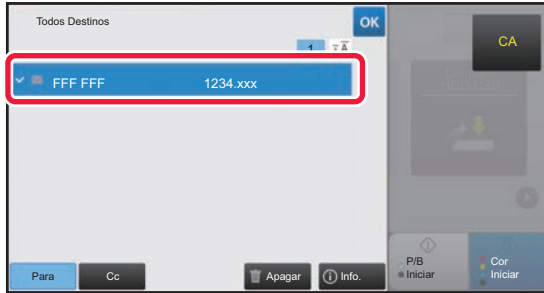 Todos Destinos
OK
CA
1
FFF FFF 1234.xxx
P/B
Iniciar
Cor
Iniciar
Para
Cc
Apagar
Info.